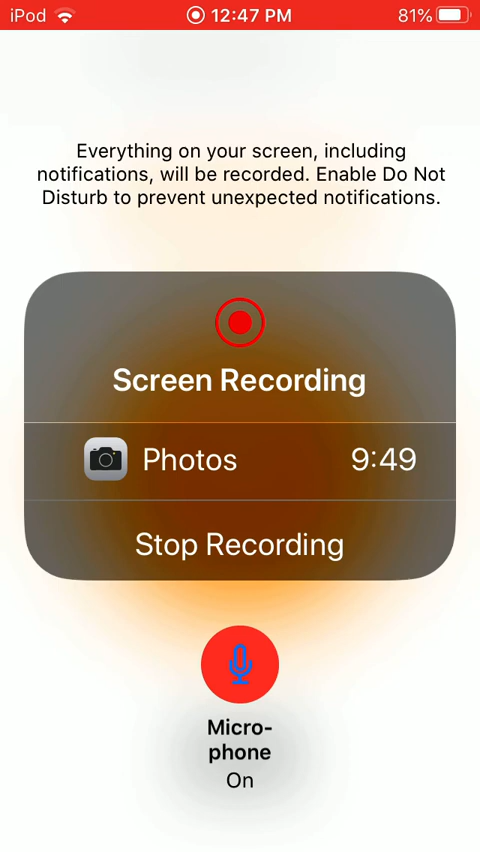 iPod 12:47 PM 81%
Everything on your screen, including
notifications, will be recorded. Enable Do Not
Disturb to prevent unexpected notifications.
Screen Recording
Photos 9:49
Stop Recording
Micro-
phone
On